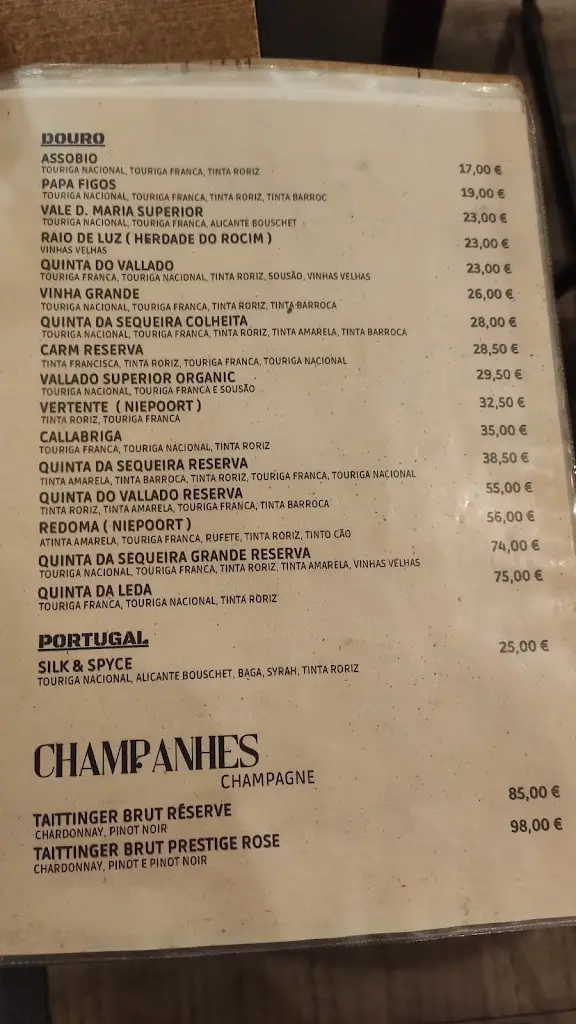 DOURO
ASSOBIO 17,00 €
TOURIGA NACIONAL, TOURIGA FRANCA, TINTA RORIZ
PAPA FIGOS 19,00 €
TOURIGA NACIONAL, TOURIGA FRANCA, TINTA RORIZ, TINTA BARROC
VALE D. MARIA SUPERIOR 23,00 €
TOURIGA NACIONAL, TOURIGA FRANCA, ALICANTE BOUSCHET
RAIO DE LUZ ( HERDADE DO ROCIM ) 23,00 €
VINHAS VELHAS
QUINTA DO VALLADO 23,00 €
TOURIGA FRANCA, TOURIGA NACIONAL, TINTA RORIZ, SOUSÃO, VINHAS VELHAS
VINHA GRANDE 26,00 €
TOURIGA NACIONAL, TOURIGA FRANCA, TINTA RORIZ, TINTA BARROCA
QUINTA DA SEQUEIRA COLHEITA 28,00 €
TOURIGA NACIONAL, TOURIGA FRANCA, TINTA RORIZ, TINTA AMARELA, TINTA BARROCA
CARM RESERVA 28,50 €
TINTA FRANCISCA, TINTA RORIZ, TOURIGA FRANCA, TOURIGA NACIONAL
VALLADO SUPERIOR ORGANIC 29,50 €
TOURIGA NACIONAL, TOURIGA FRANCA E SOUSÃO
VERTENTE ( NIEPOORT ) 32,50 €
TINTA RORIZ, TOURIGA FRANCA
CALLABRIGA 35,00 €
TOURIGA FRANCA, TOURIGA NACIONAL, TINTA RORIZ
QUINTA DA SEQUEIRA RESERVA 38,50 €
TINTA AMARELA, TINTA BARROCA, TINTA RORIZ, TOURIGA FRANCA, TOURIGA NACIONAL
QUINTA DO VALLADO RESERVA 55,00 €
TINTA RORIZ, TINTA AMARELA, TOURIGA FRANCA, TINTA BARROCA
REDOMA ( NIEPOORT ) 56,00 €
ATINTA AMARELA, TOURIGA FRANCA, RUFETE, TINTA RORIZ, TINTO CÃO
QUINTA DA SEQUEIRA GRANDE RESERVA 74,00 €
TOURIGA NACIONAL, TOURIGA FRANCA, TINTA RORIZ, TINTA AMARELA, VINHAS VELHAS
QUINTA DA LEDA 75,00 €
TOURIGA FRANCA, TOURIGA NACIONAL, TINTA RORIZ
PORTUGAL
SILK & SPYCE 25,00 €
TOURIGA NACIONAL, ALICANTE BOUSCHET, BAGA, SYRAH, TINTA RORIZ
CHAMPANHES
CHAMPAGNE
TAITTINGER BRUT RÉSERVE 85,00 €
CHARDONNAY, PINOT NOIR
TAITTINGER BRUT PRESTIGE ROSE 98,00 €
CHARDONNAY, PINOT E PINOT NOIR